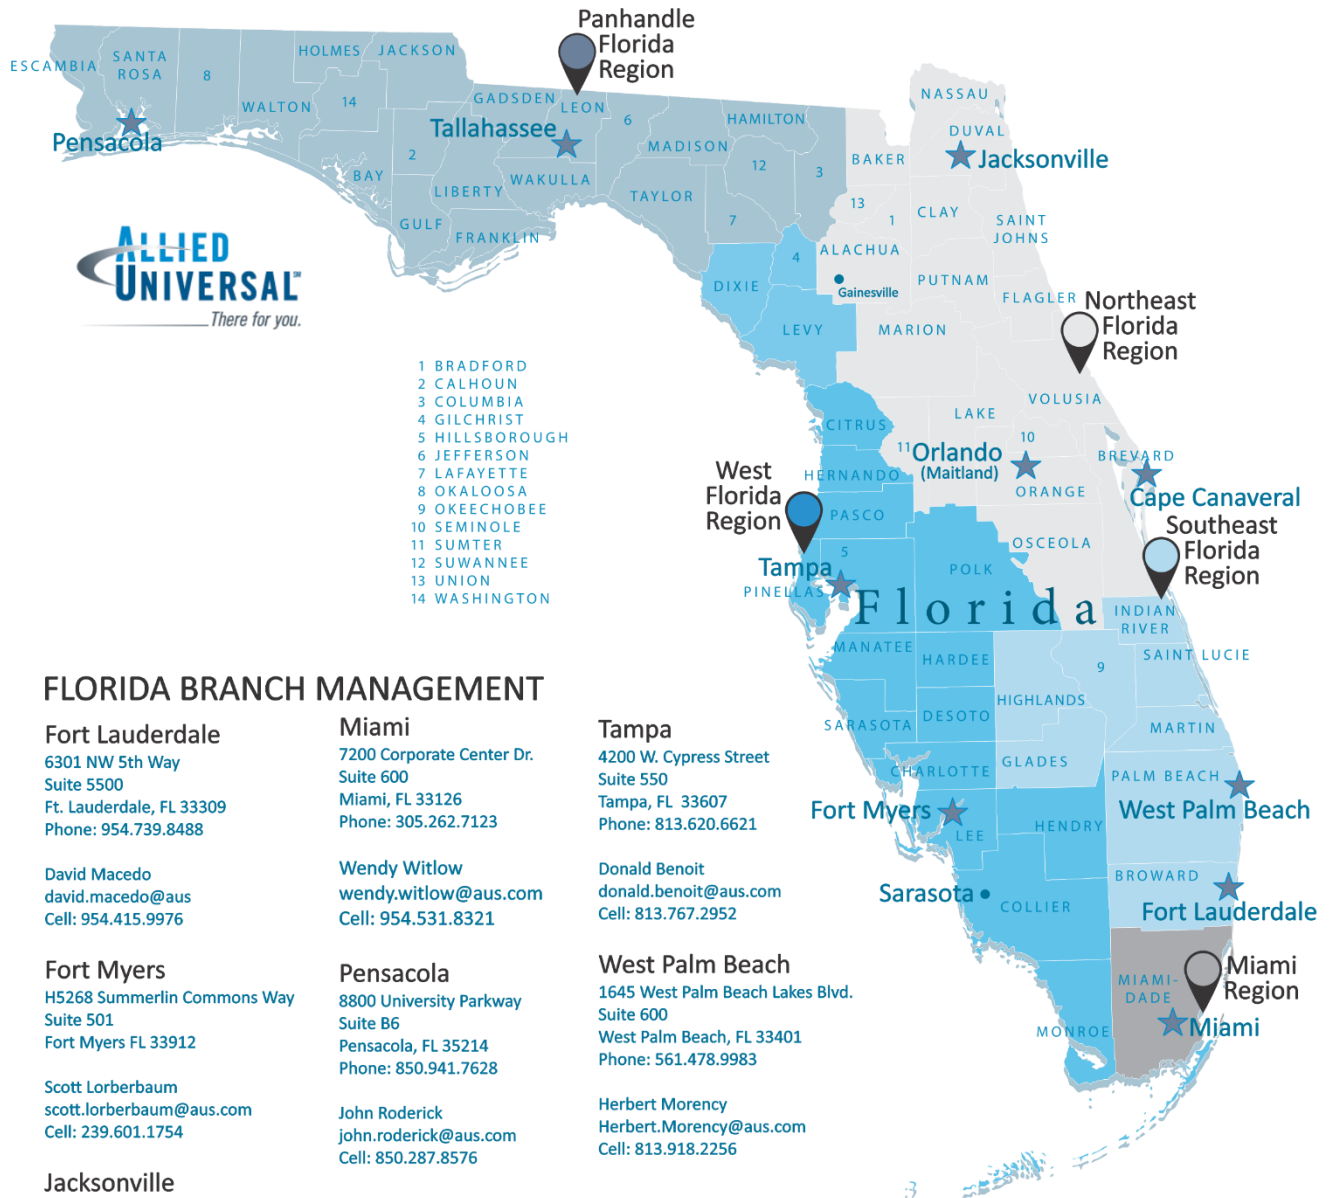 Panhandle
Florida
Region
ESCAMBIA
SANTA
ROSA
8
HOLMES
JACKSON
WALTON
14
GADSDEN
LEON
6
HAMILTON
NASSAU
Pensacola
Tallahassee
MADISON
DUVAL
Jacksonville
2
BAY
LIBERTY
WAKULLA
TAYLOR
12
3
BAKER
13
1
CLAY
SAINT
JOHNS
GULF
FRANKLIN
7
ALLIED
UNIVERSAL℠
There for you.
DIXIE
4
ALACHUA
Gainesville
PUTNAM
FLAGLER
Northeast
Florida
Region
LEVY
MARION
VOLUSIA
1 BRADFORD
2 CALHOUN
3 COLUMBIA
4 GILCHRIST
5 HILLSBOROUGH
6 JEFFERSON
7 LAFAYETTE
8 OKALOOSA
9 OKEECHOBEE
10 SEMINOLE
11 SUMTER
12 SUWANNEE
13 UNION
14 WASHINGTON
CITRUS
LAKE
11
Orlando
(Maitland)
10
BREVARD
Cape Canaveral
HERNANDO
ORANGE
West
Florida
Region
PASCO
Southeast
Florida
Region
5
OSCEOLA
Tampa
PINELLAS
POLK
Florida
INDIAN
RIVER
MANATEE
HARDEE
9
SAINT LUCIE
HIGHLANDS
SARASOTA
DESOTO
MARTIN
CHARLOTTE
GLADES
PALM BEACH
West Palm Beach
Fort Myers
LEE
HENDRY
BROWARD
Sarasota
COLLIER
Fort Lauderdale
Miami
Region
MIAMI-
DADE
MONROE
Miami
FLORIDA BRANCH MANAGEMENT
Fort Lauderdale
6301 NW 5th Way
Suite 5500
Ft. Lauderdale, FL 33309
Phone: 954.739.8488
David Macedo
david.macedo@aus
Cell: 954.415.9976
Fort Myers
H5268 Summerlin Commons Way
Suite 501
Fort Myers FL 33912
Scott Lorberbaum
scott.lorberbaum@aus.com
Cell: 239.601.1754
Jacksonville
Miami
7200 Corporate Center Dr.
Suite 600
Miami, FL 33126
Phone: 305.262.7123
Wendy Witlow
wendy.witlow@aus.com
Cell: 954.531.8321
Pensacola
8800 University Parkway
Suite B6
Pensacola, FL 35214
Phone: 850.941.7628
John Roderick
john.roderick@aus.com
Cell: 850.287.8576
Tampa
4200 W. Cypress Street
Suite 550
Tampa, FL 33607
Phone: 813.620.6621
Donald Benoit
donald.benoit@aus.com
Cell: 813.767.2952
West Palm Beach
1645 West Palm Beach Lakes Blvd.
Suite 600
West Palm Beach, FL 33401
Phone: 561.478.9983
Herbert Morency
Herbert.Morency@aus.com
Cell: 813.918.2256